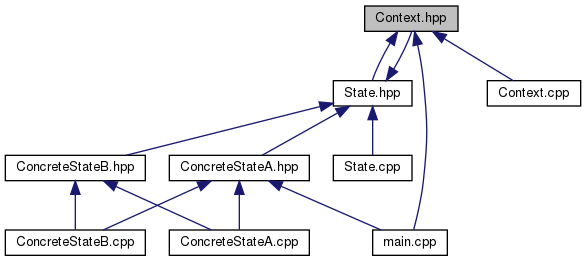 Context.hpp
State.hpp
Context.cpp
ConcreteStateB.hpp
ConcreteStateA.hpp
State.cpp
ConcreteStateB.cpp
ConcreteStateA.cpp
main.cpp